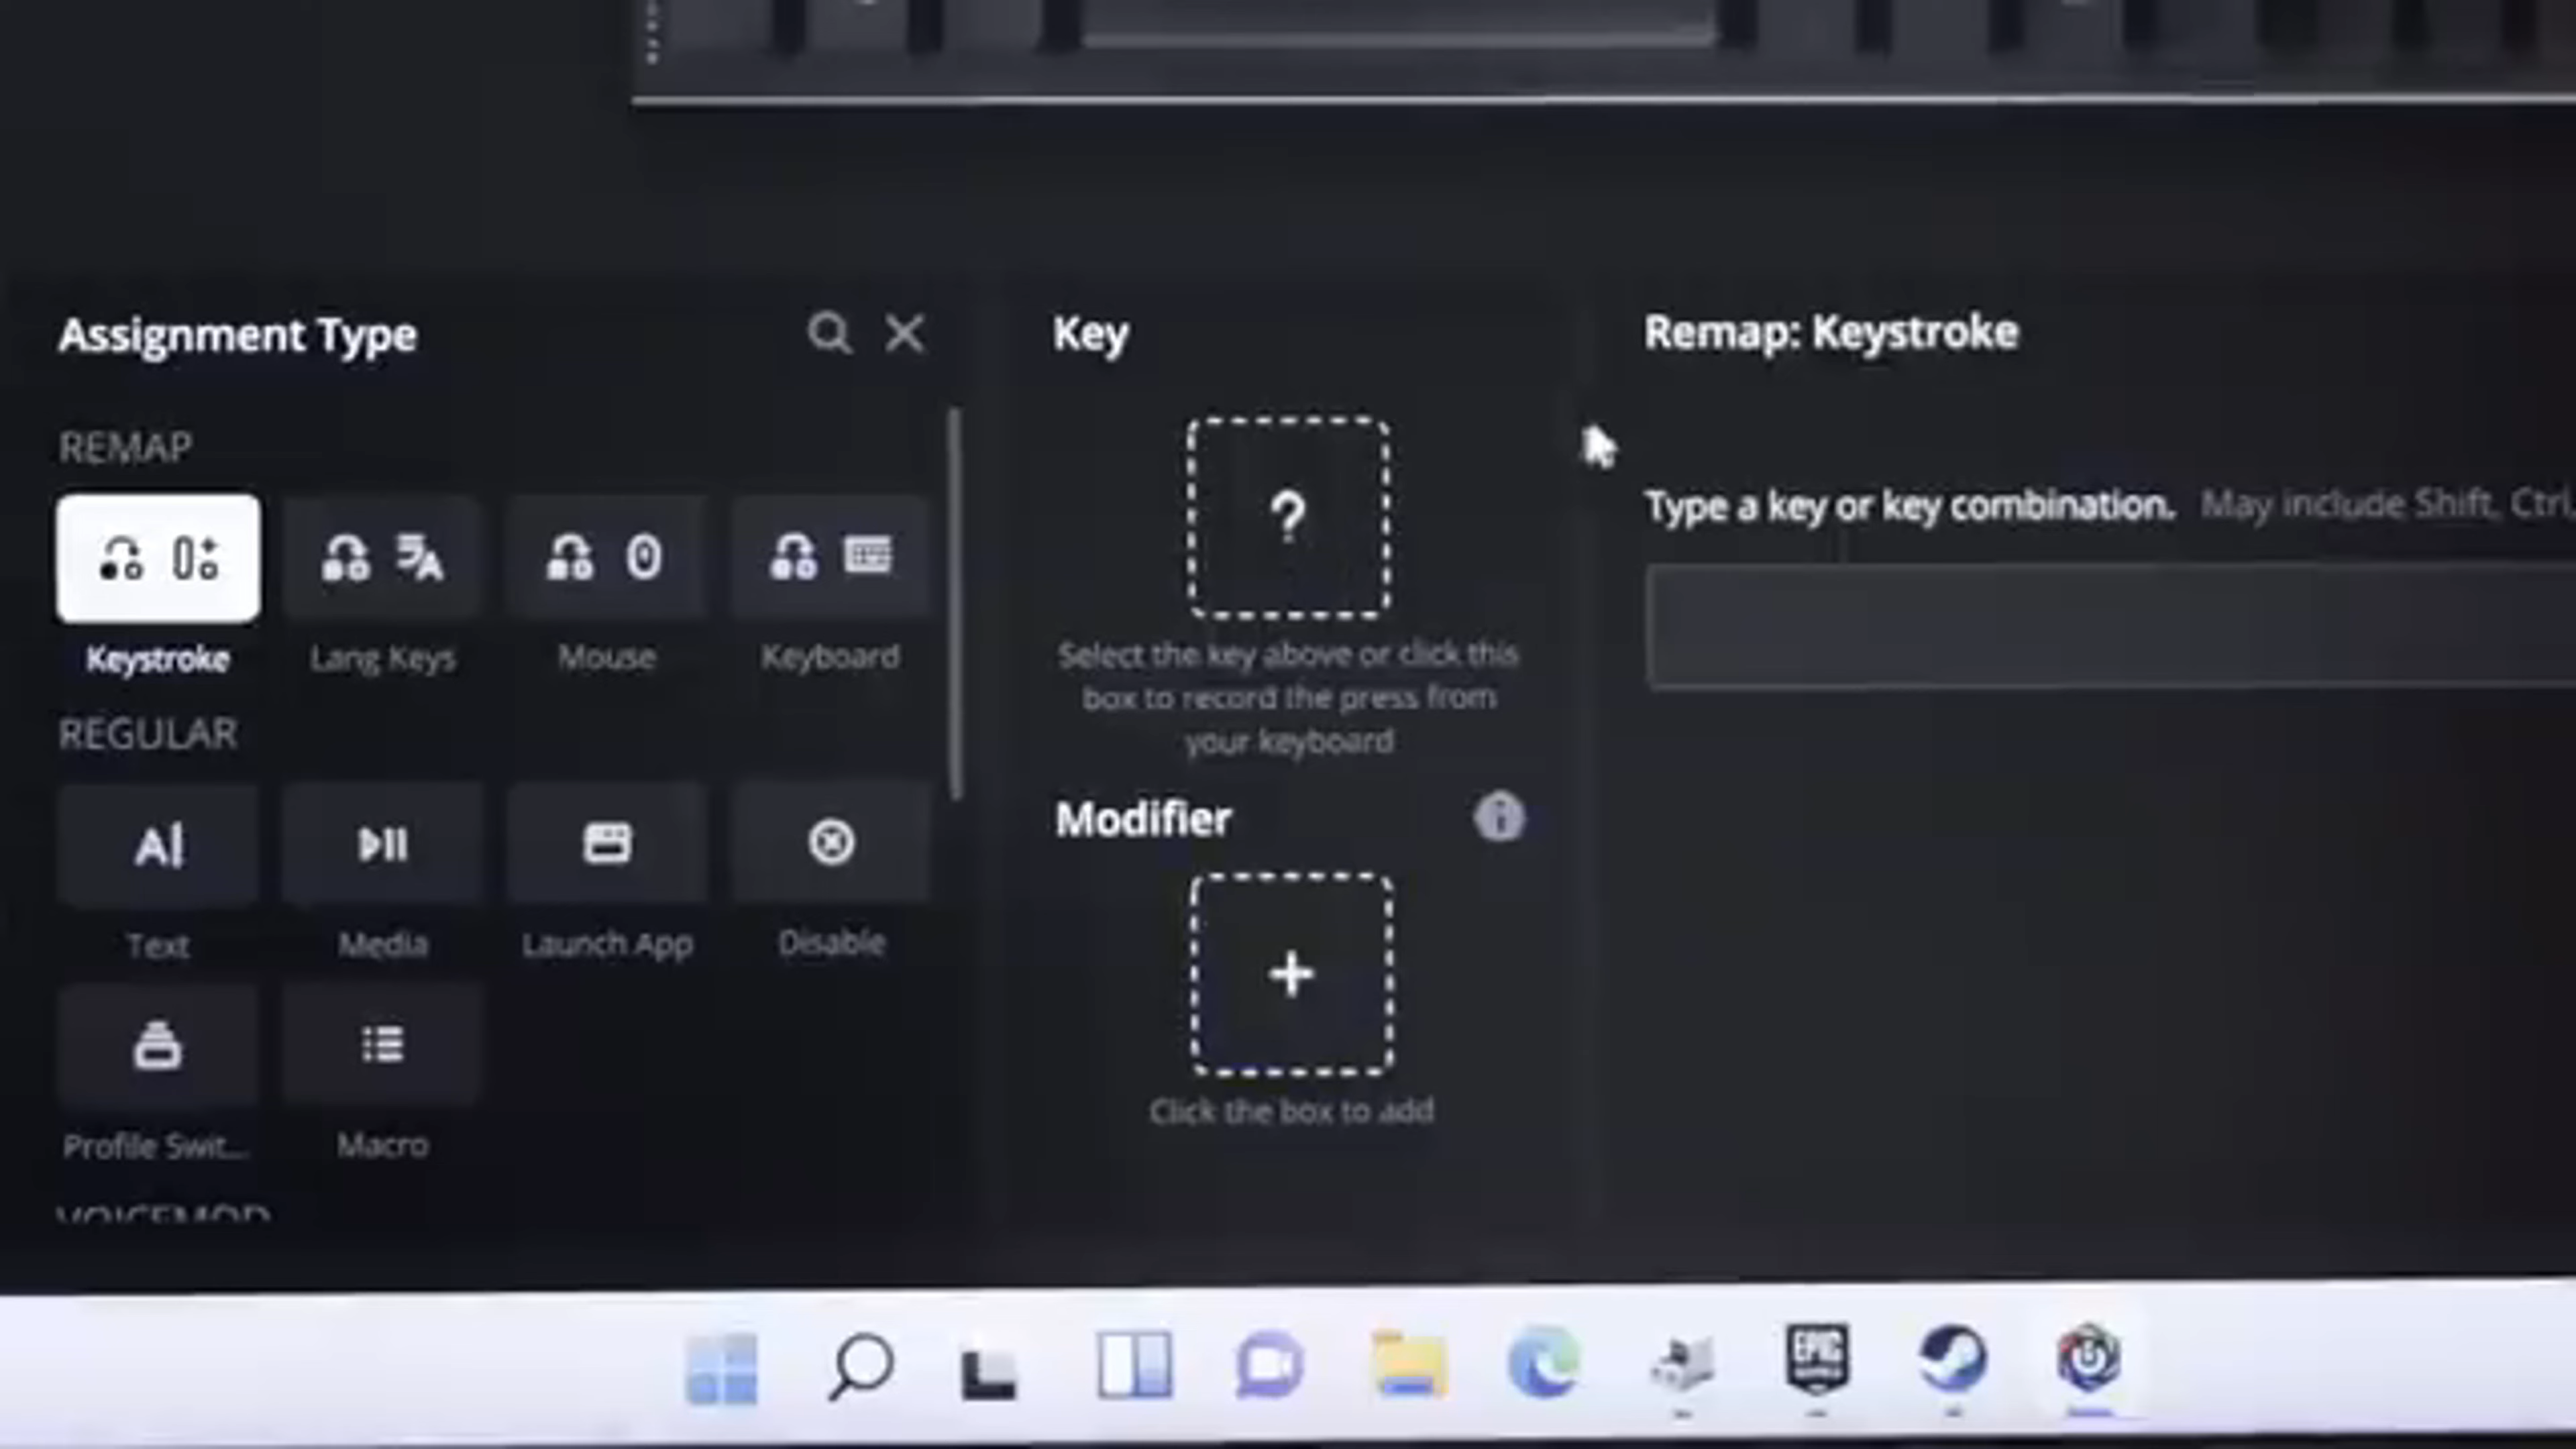 Assignment Type
REMAP
Keystroke
Lang Keys
Mouse
Keyboard
REGULAR
Text
Media
Launch App
Disable
Profile Swit...
Macro
VOICEMOD
Key
?
Select the key above or click this
box to record the press from
your keyboard
Modifier
+
Click the box to add
Remap: Keystroke
Type a key or key combination. May include Shift, Ctrl,
EPIC